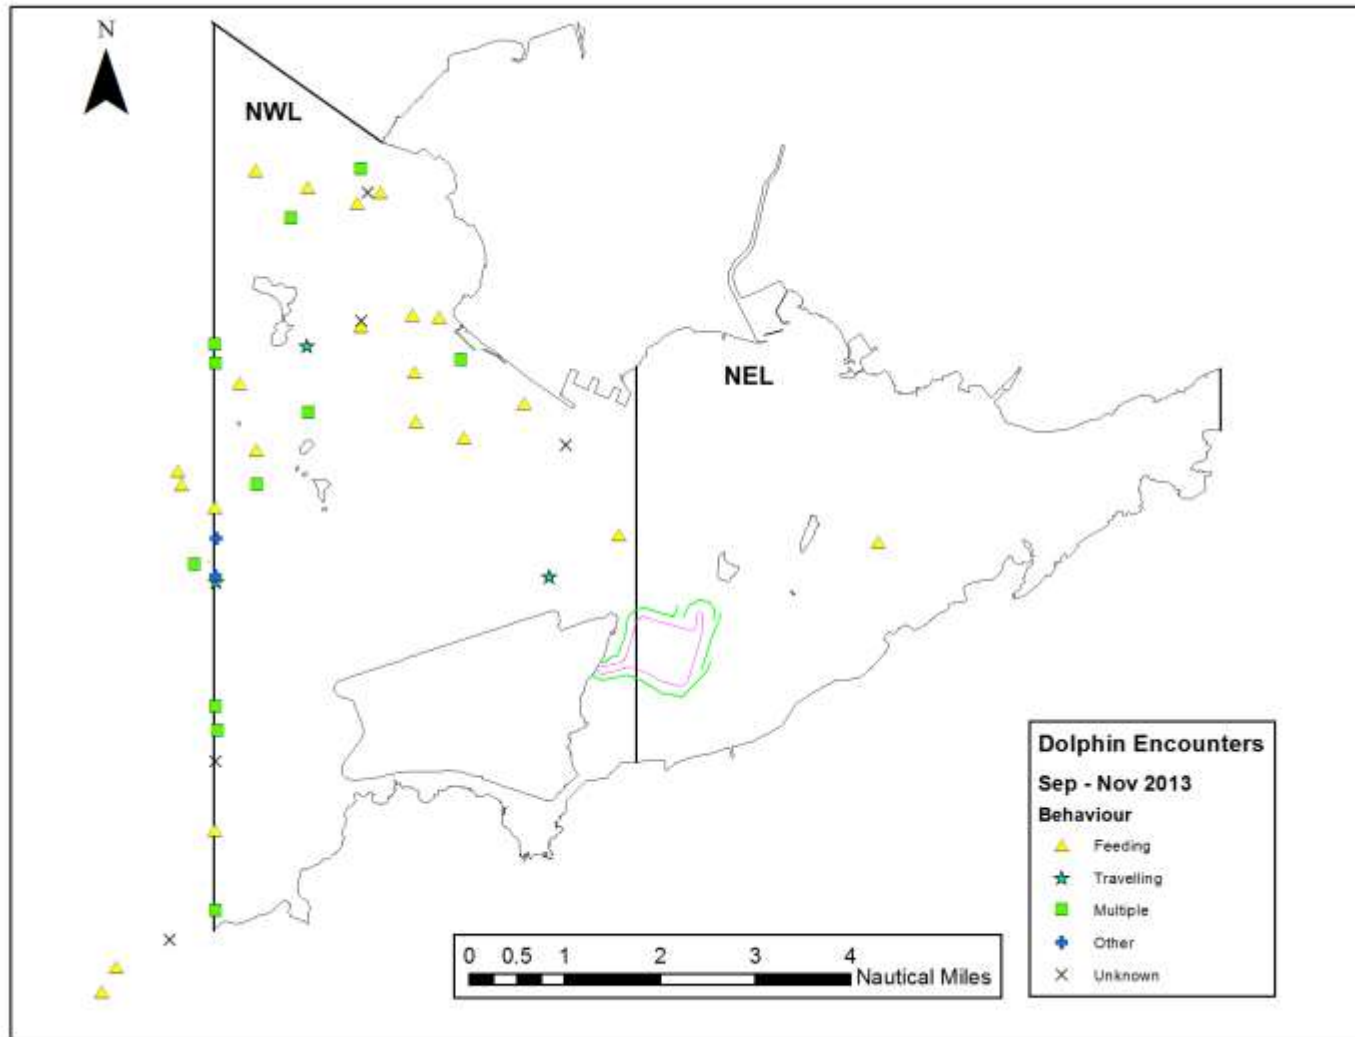 N
NWL
NEL
Dolphin Encounters
Sep - Nov 2013
Behaviour
Feeding
Travelling
Multiple
Other
Unknown
0 0.5 1 2 3 4
Nautical Miles